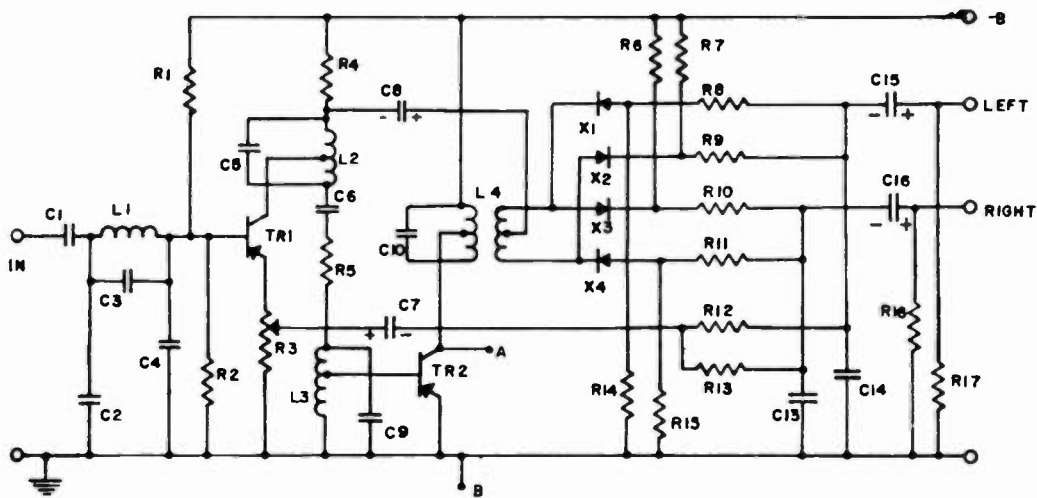 -B
R1
R4
R6
R7
C8
- +
R8
C15
- +
LEFT
X1
C5
L2
R9
X2
C6
L4
R10
C16
- +
RIGHT
C1
L1
TR1
C10
X3
IN
R5
R11
C3
X4
C7
+ -
R12
R16
C4
R2
R3
A
TR2
R13
R14
R17
L3
C2
C9
R15
C13
C14
B